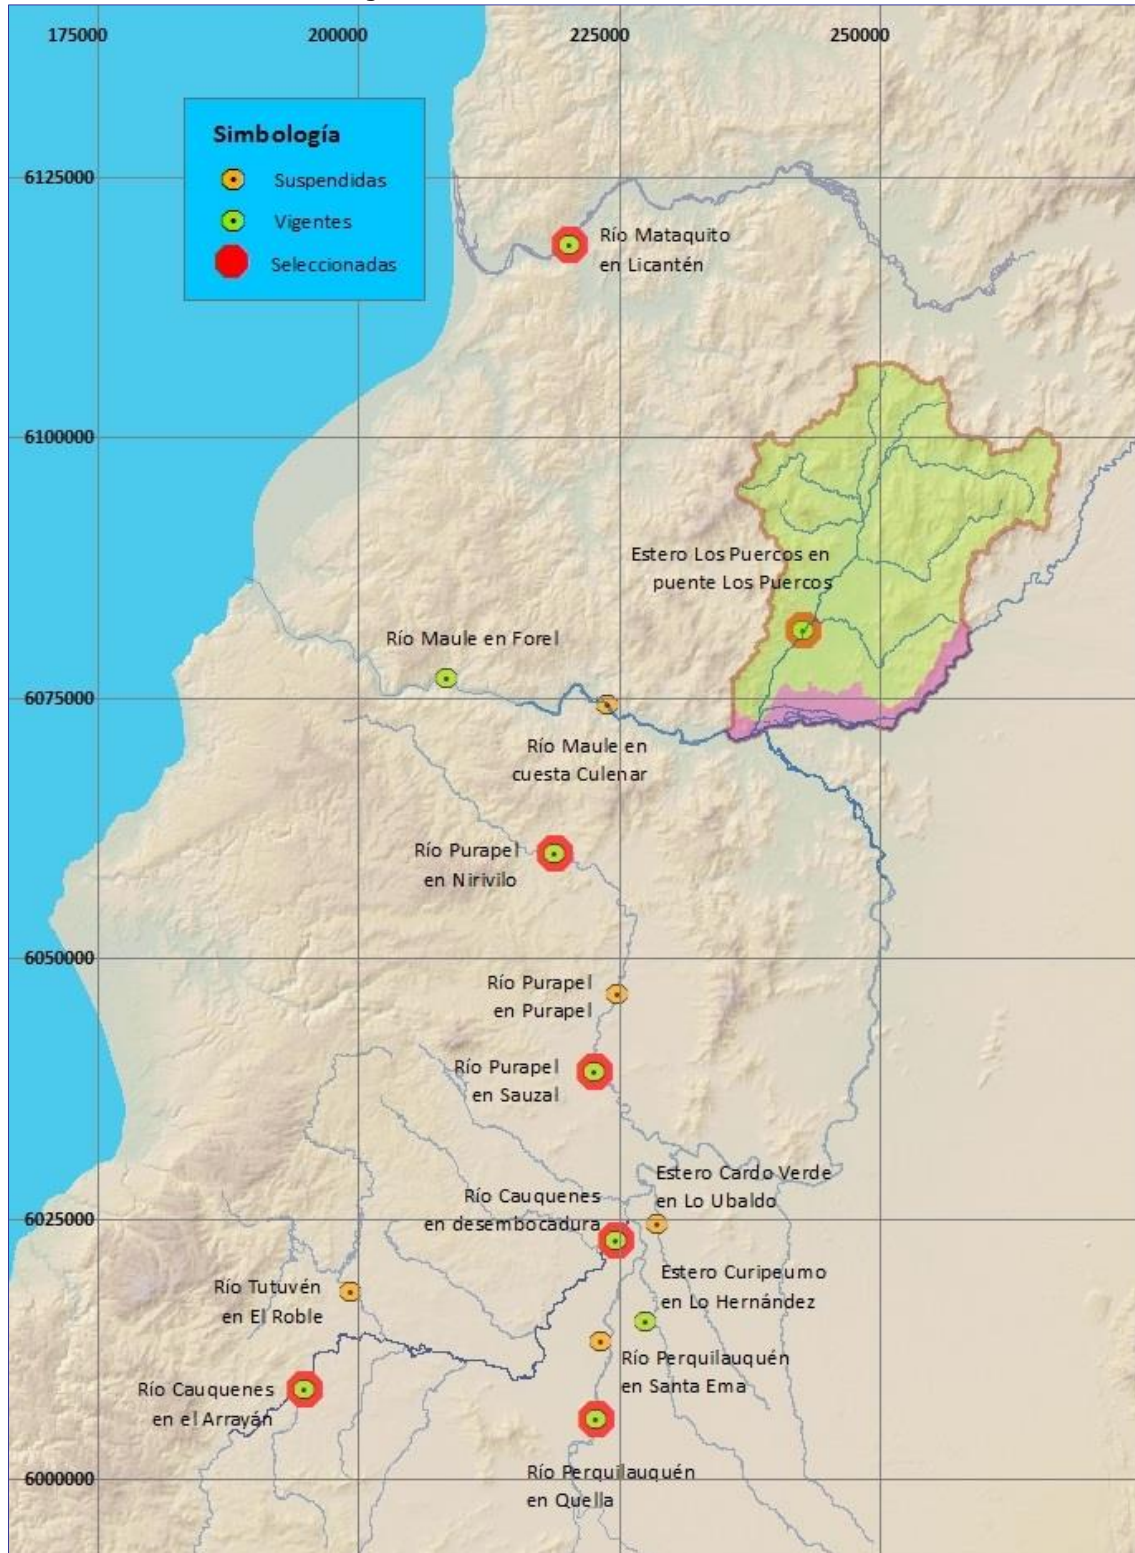 175000
200000
225000
250000
Simbología
Suspendidas
Vigentes
Seleccionadas
6125000
Río Mataquito
en Licantén
6100000
Estero Los Puercos en
puente Los Puercos
Río Maule en Forel
6075000
Río Maule en
cuesta Culenar
Río Purapel
en Nirivilo
6050000
Río Purapel
en Purapel
Río Purapel
en Sauzal
Estero Cardo Verde
en Lo Ubaldo
Río Cauquenes
en desembocadura
6025000
Estero Curipeumo
en Lo Hernández
Río Tutuvén
en El Roble
Río Perquilauquén
en Santa Ema
Río Cauquenes
en el Arrayán
6000000
Río Perquilauquén
en Quella